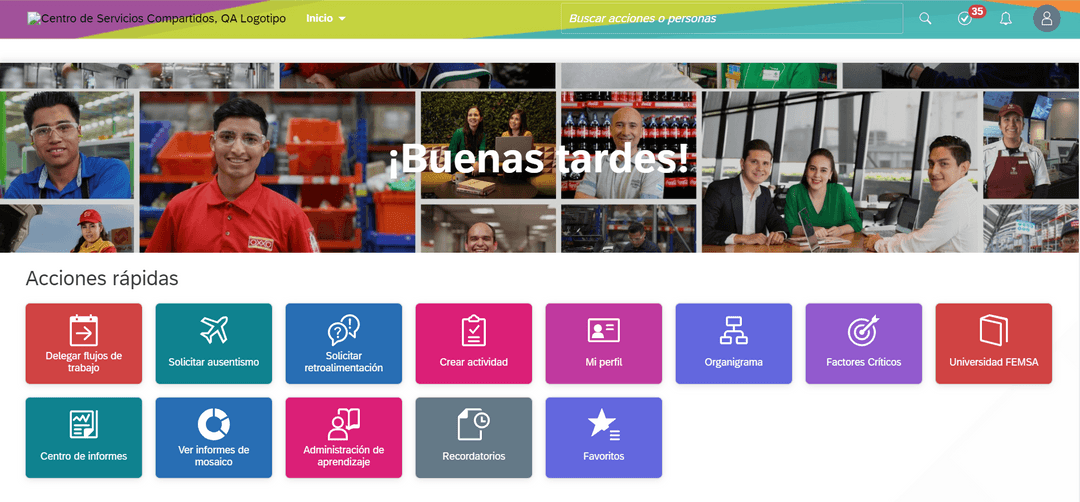 Centro de Servicios Compartidos, QA Logotipo
Inicio
Buscar acciones o personas
35
¡Buenas tardes!
OXXO
Acciones rápidas
Delegar flujos de
trabajo
Solicitar ausentismo
Solicitar
retroalimentación
Crear actividad
Mi perfil
Organigrama
Factores Críticos
Universidad FEMSA
Centro de informes
Ver informes de
mosaico
Administración de
aprendizaje
Recordatorios
Favoritos